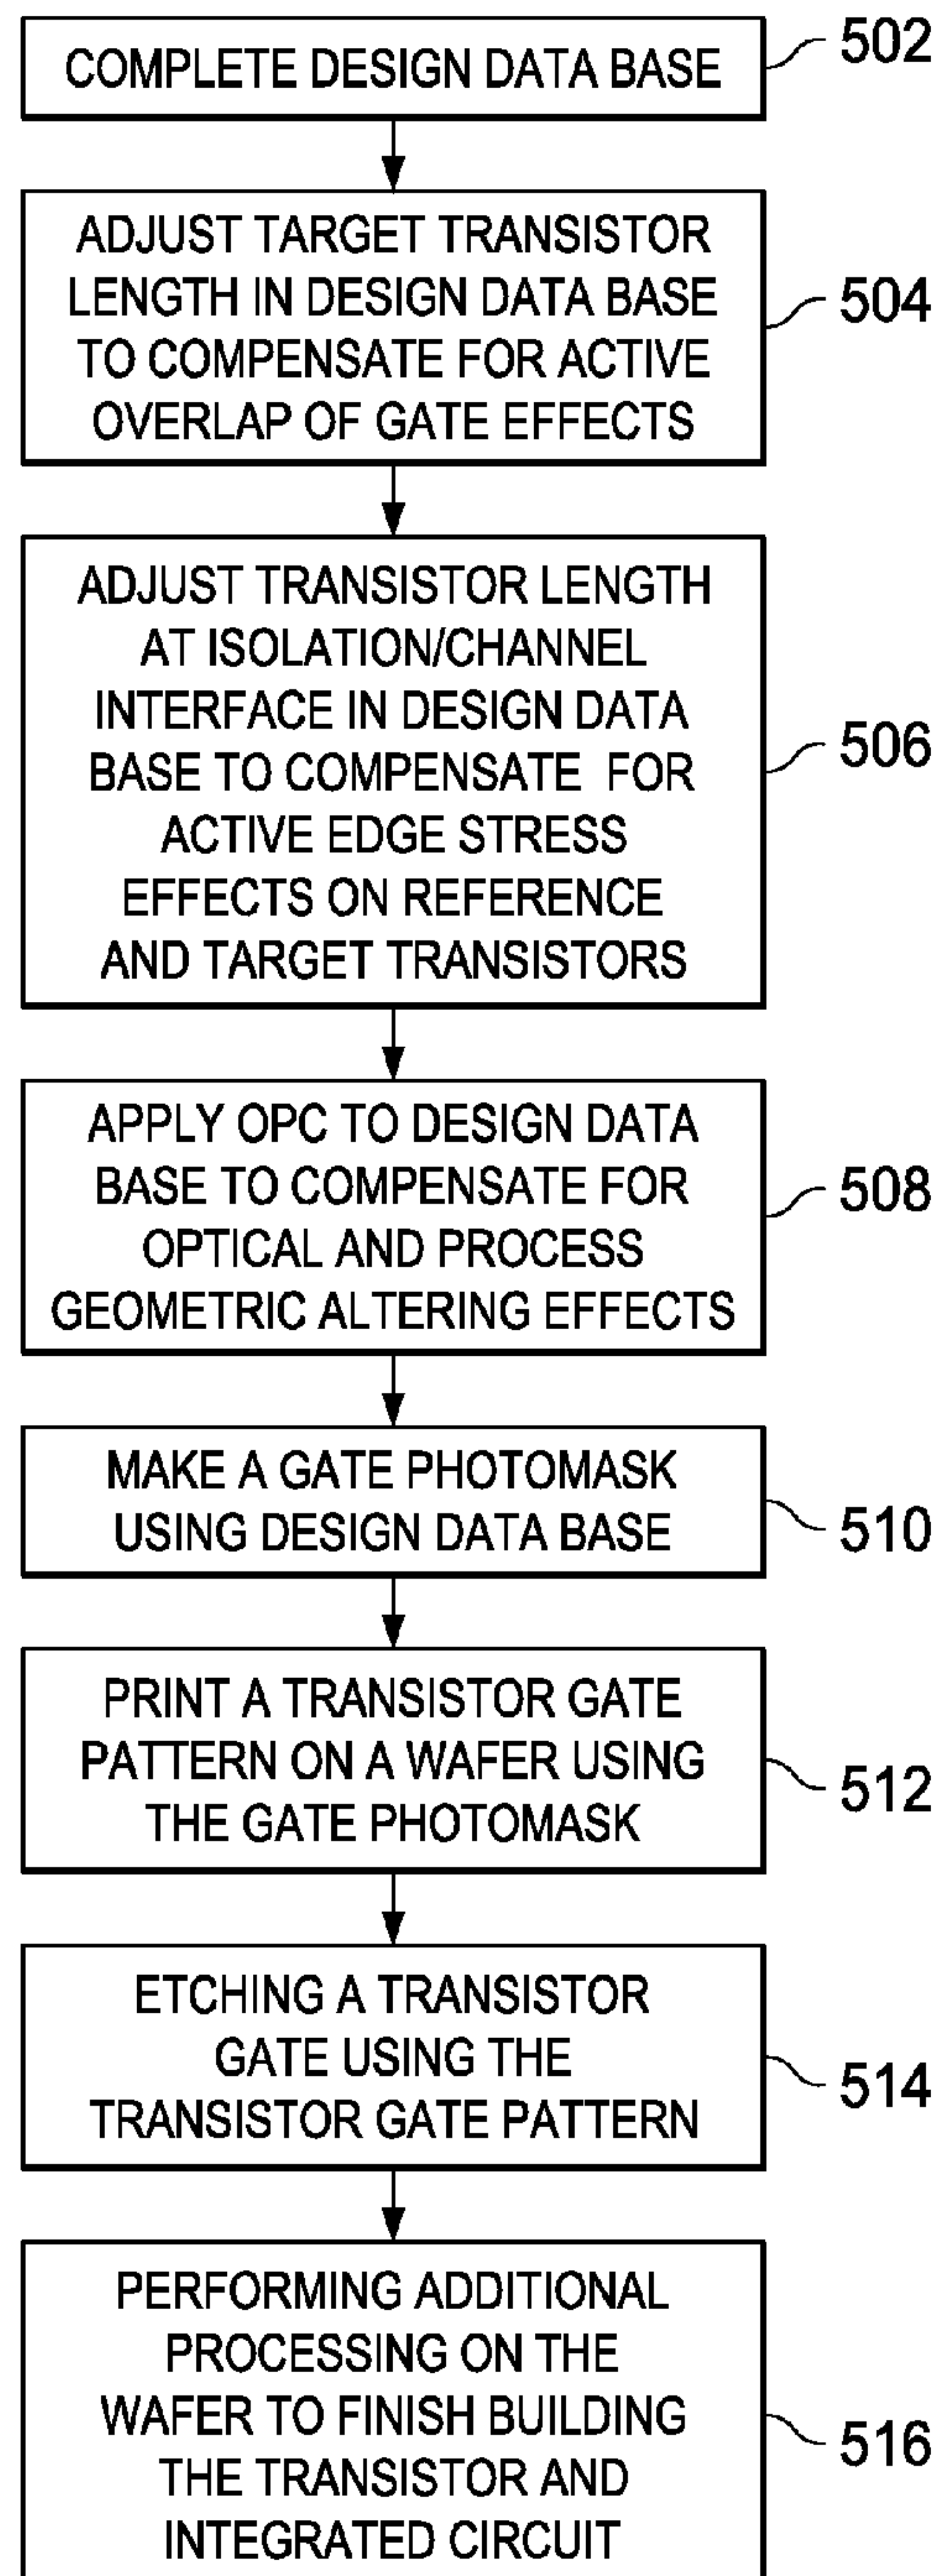 COMPLETE DESIGN DATA BASE
502
ADJUST TARGET TRANSISTOR
LENGTH IN DESIGN DATA BASE
TO COMPENSATE FOR ACTIVE
OVERLAP OF GATE EFFECTS
504
ADJUST TRANSISTOR LENGTH
AT ISOLATION/CHANNEL
INTERFACE IN DESIGN DATA
BASE TO COMPENSATE FOR
ACTIVE EDGE STRESS
EFFECTS ON REFERENCE
AND TARGET TRANSISTORS
506
APPLY OPC TO DESIGN DATA
BASE TO COMPENSATE FOR
OPTICAL AND PROCESS
GEOMETRIC ALTERING EFFECTS
508
MAKE A GATE PHOTOMASK
USING DESIGN DATA BASE
510
PRINT A TRANSISTOR GATE
PATTERN ON A WAFER USING
THE GATE PHOTOMASK
512
ETCHING A TRANSISTOR
GATE USING THE
TRANSISTOR GATE PATTERN
514
PERFORMING ADDITIONAL
PROCESSING ON THE
WAFER TO FINISH BUILDING
THE TRANSISTOR AND
INTEGRATED CIRCUIT
516